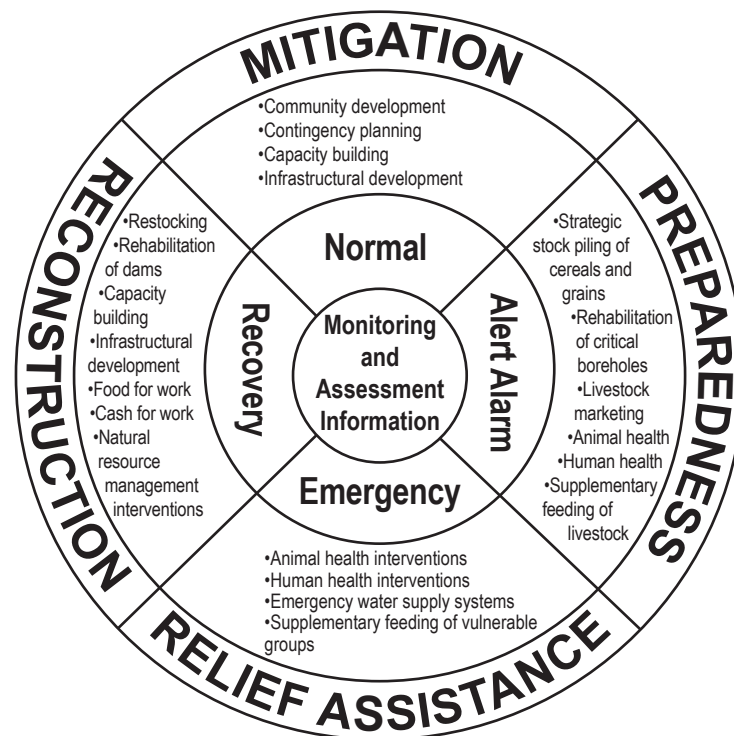 MITIGATION
•Community development
•Contingency planning
•Capacity building
•Infrastructural development
Normal
RECONSTRUCTION
•Restocking
•Rehabilitation
of dams
•Capacity
building
•Infrastructural
development
•Food for work
•Cash for work
•Natural
resource
management
interventions
Recovery
Monitoring
and
Assessment
Information
Alert Alarm
•Strategic
stock piling of
cereals and
grains
•Rehabilitation
of critical
boreholes
•Livestock
marketing
•Animal health
•Human health
•Supplementary
feeding of
livestock
PREPAREDNESS
Emergency
•Animal health interventions
•Human health interventions
•Emergency water supply systems
•Supplementary feeding of vulnerable
groups
RELIEF ASSISTANCE